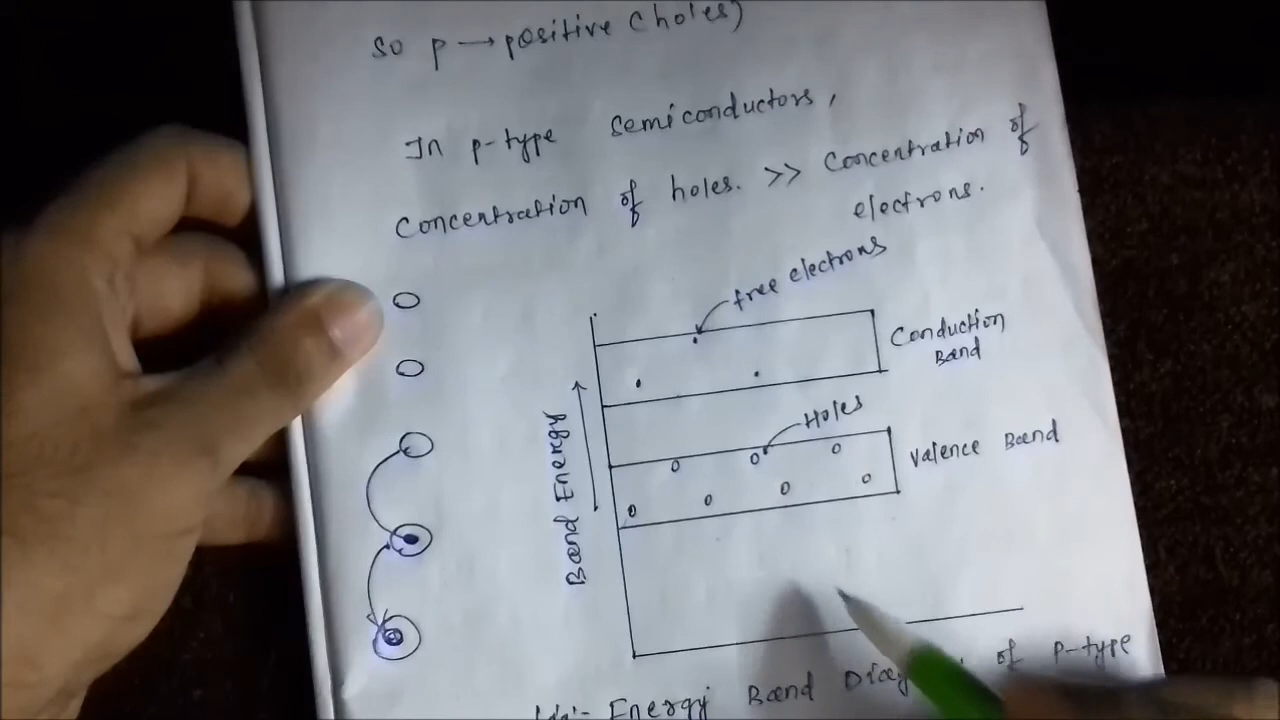 So p → positive (holes)
In p-type semiconductors,
Concentration of holes. >> Concentration of
electrons.
free electrons
Conduction
Band
Holes
Valence Band
Band Energy
Energy Band of P-type